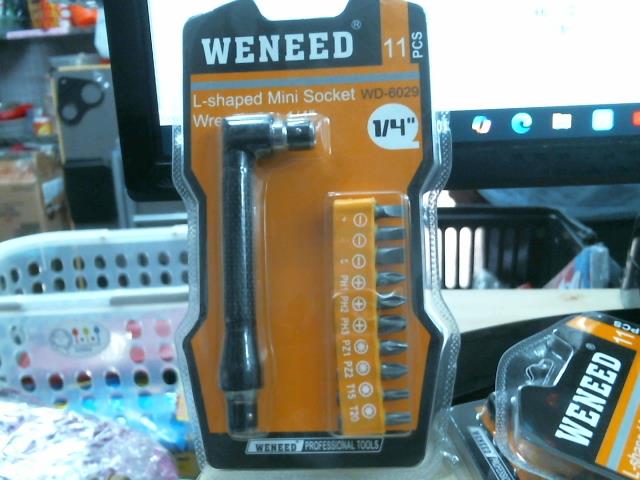 WENEED®
11 PCS
L-shaped Mini Socket WD-6029
1/4"
PH1
PH2
PH3
PZ1
PZ2
T15
T20
WENEED PROFESSIONAL TOOLS
WENEED
11 PCS
L-sha